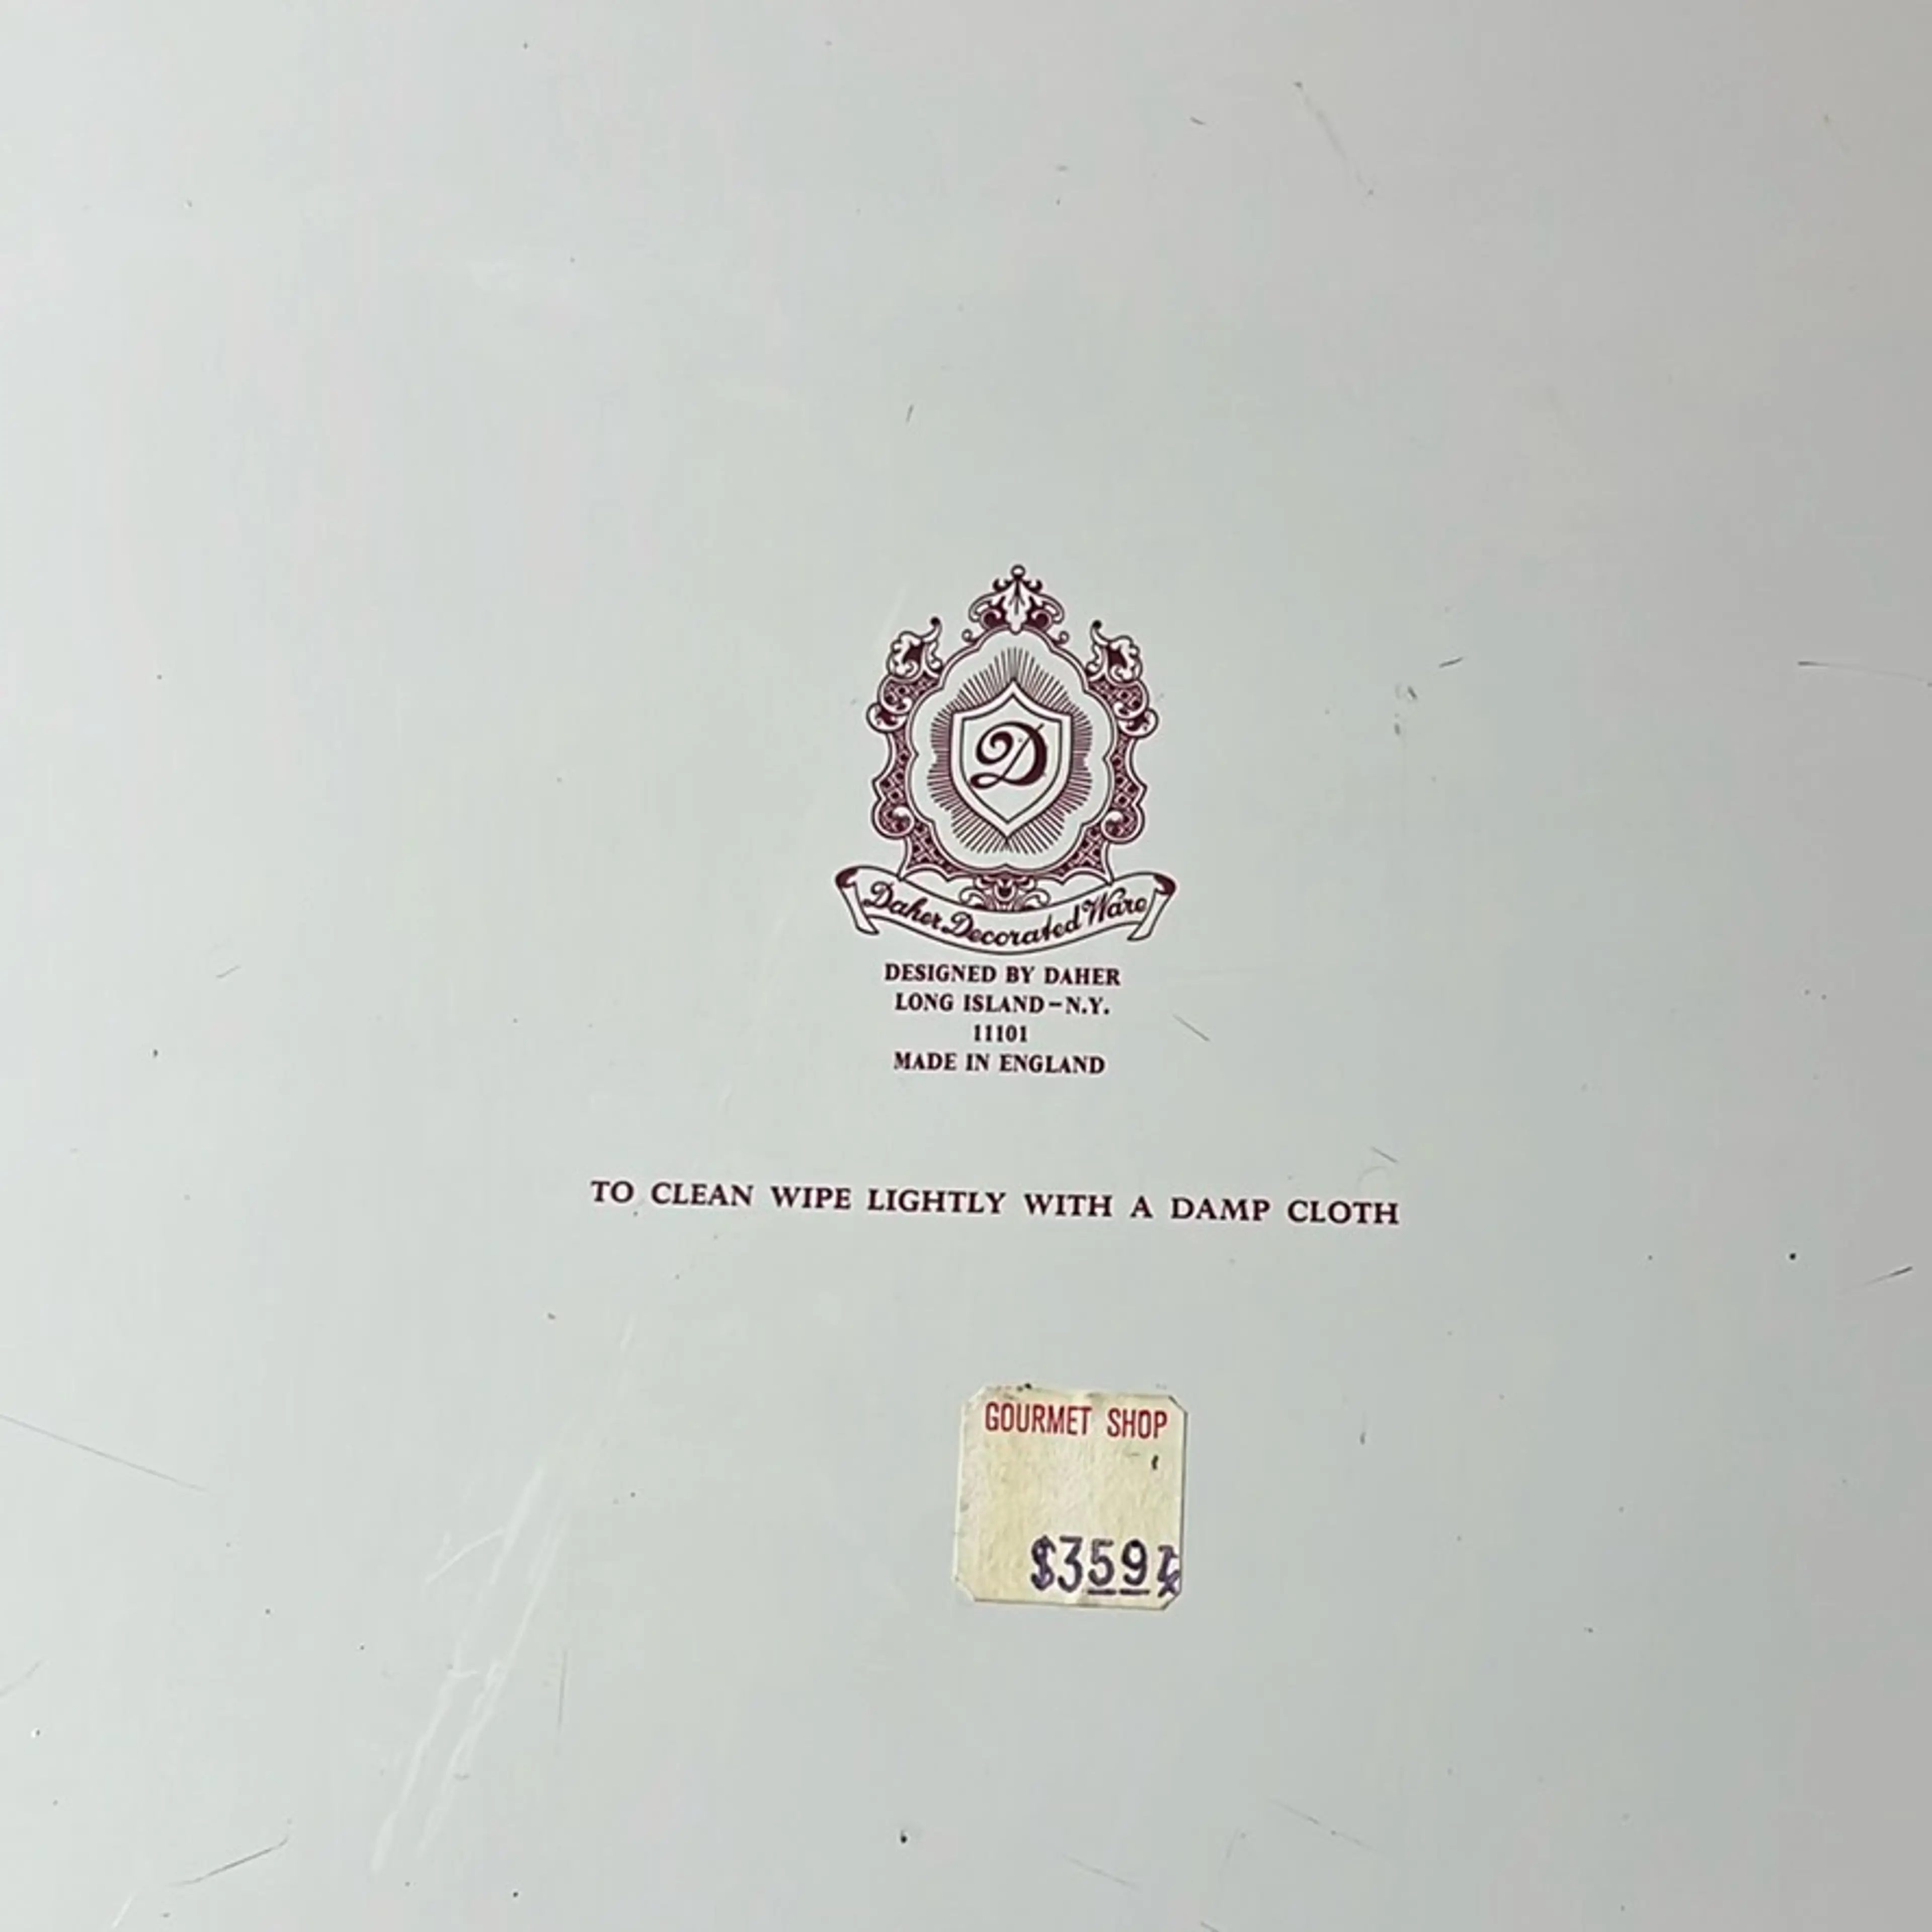 D
Daher Decorated Ware
DESIGNED BY DAHER
LONG ISLAND-N.Y.
11101
MADE IN ENGLAND
TO CLEAN WIPE LIGHTLY WITH A DAMP CLOTH
GOURMET SHOP
$359